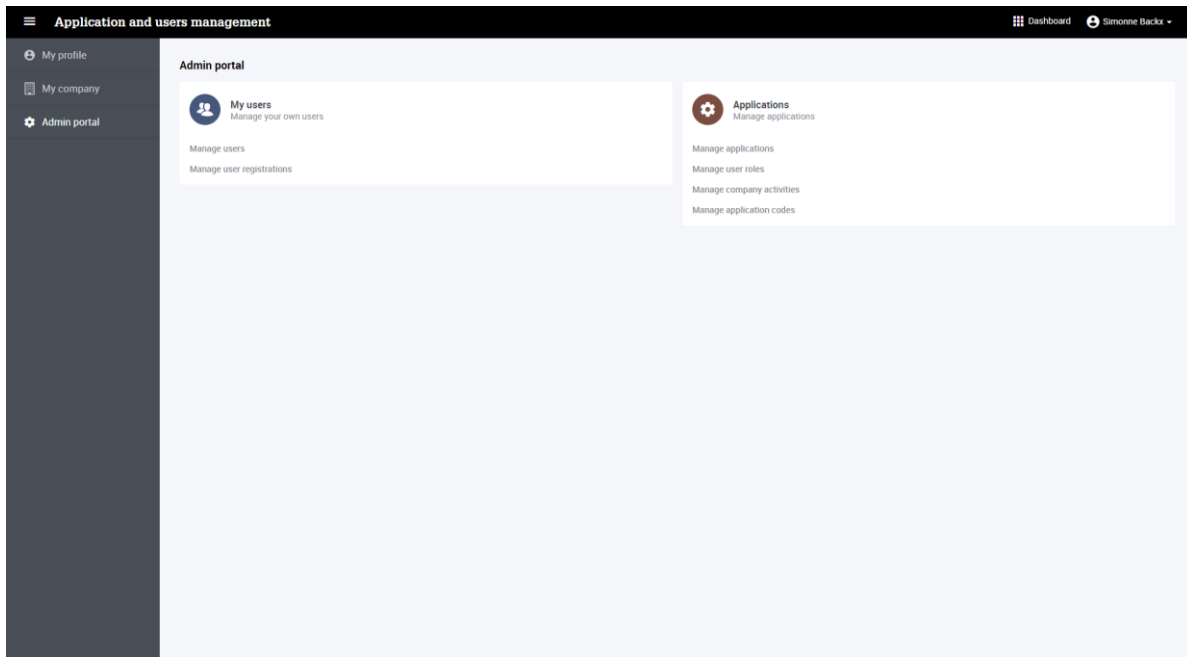 Application and users management
Dashboard
Simonne Backx
My profile
My company
Admin portal
Admin portal
My users
Manage your own users
Manage users
Manage user registrations
Applications
Manage applications
Manage applications
Manage user roles
Manage company activities
Manage application codes